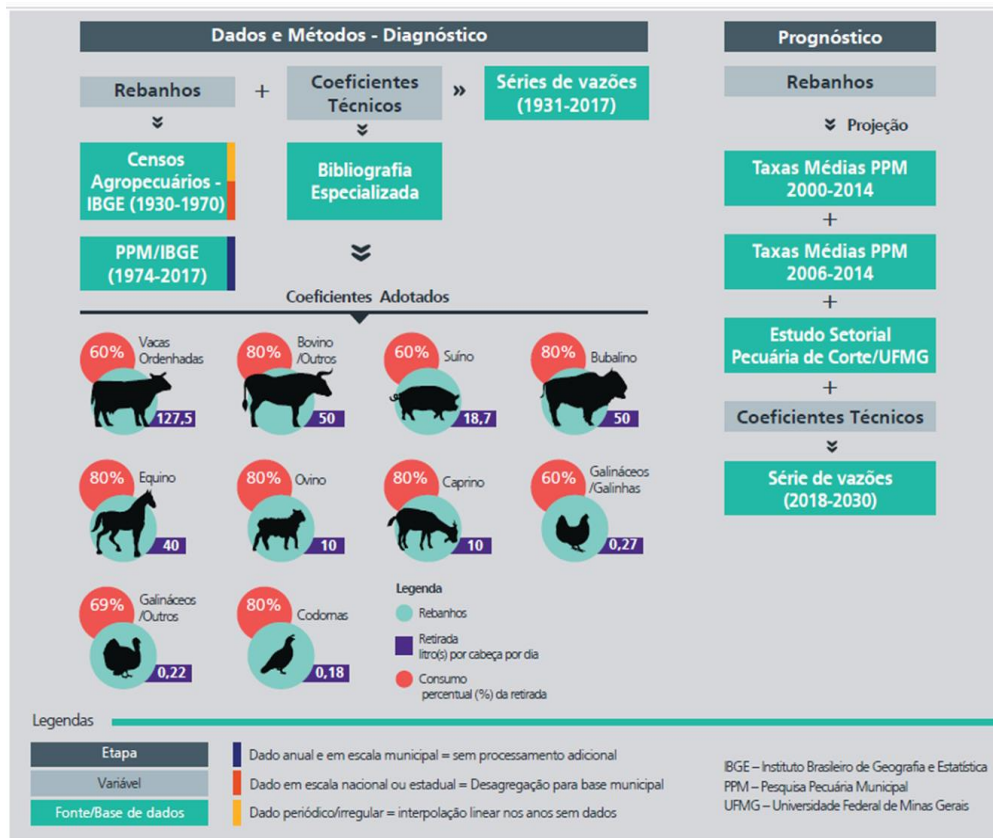 Dados e Métodos - Diagnóstico
Rebanhos
+
Coeficientes
Técnicos
»
Séries de vazões
(1931-2017)
Censos
Agropecuários -
IBGE (1930-1970)
Bibliografia
Especializada
PPM/IBGE
(1974-2017)
Coeficientes Adotados
60%
Vacas
Ordenhadas
127,5
80%
Bovino
/Outros
50
60%
Suíno
18,7
80%
Bubalino
50
80%
Equino
40
80%
Ovino
10
80%
Caprino
10
60%
Galináceos
/Galinhas
0,27
69%
Galináceos
/Outros
0,22
80%
Codornas
0,18
Legenda
Rebanhos
Retirada
litro(s) por cabeça por dia
Consumo
percentual (%) da retirada
Prognóstico
Rebanhos
Projeção
Taxas Médias PPM
2000-2014
+
Taxas Médias PPM
2006-2014
+
Estudo Setorial
Pecuária de Corte/UFMG
+
Coeficientes Técnicos
Série de vazões
(2018-2030)
Legendas
Etapa
Variável
Fonte/Base de dados
Dado anual e em escala municipal = sem processamento adicional
Dado em escala nacional ou estadual = Desagregação para base municipal
Dado periódico/irregular = interpolação linear nos anos sem dados
IBGE – Instituto Brasileiro de Geografia e Estatística
PPM – Pesquisa Pecuária Municipal
UFMG – Universidade Federal de Minas Gerais